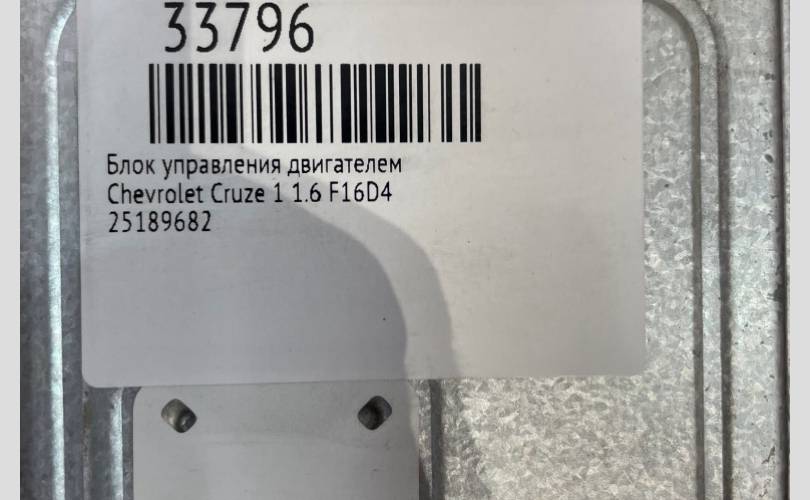 33796
Блок управления двигателем
Chevrolet Cruze 1 1.6 F16D4
25189682